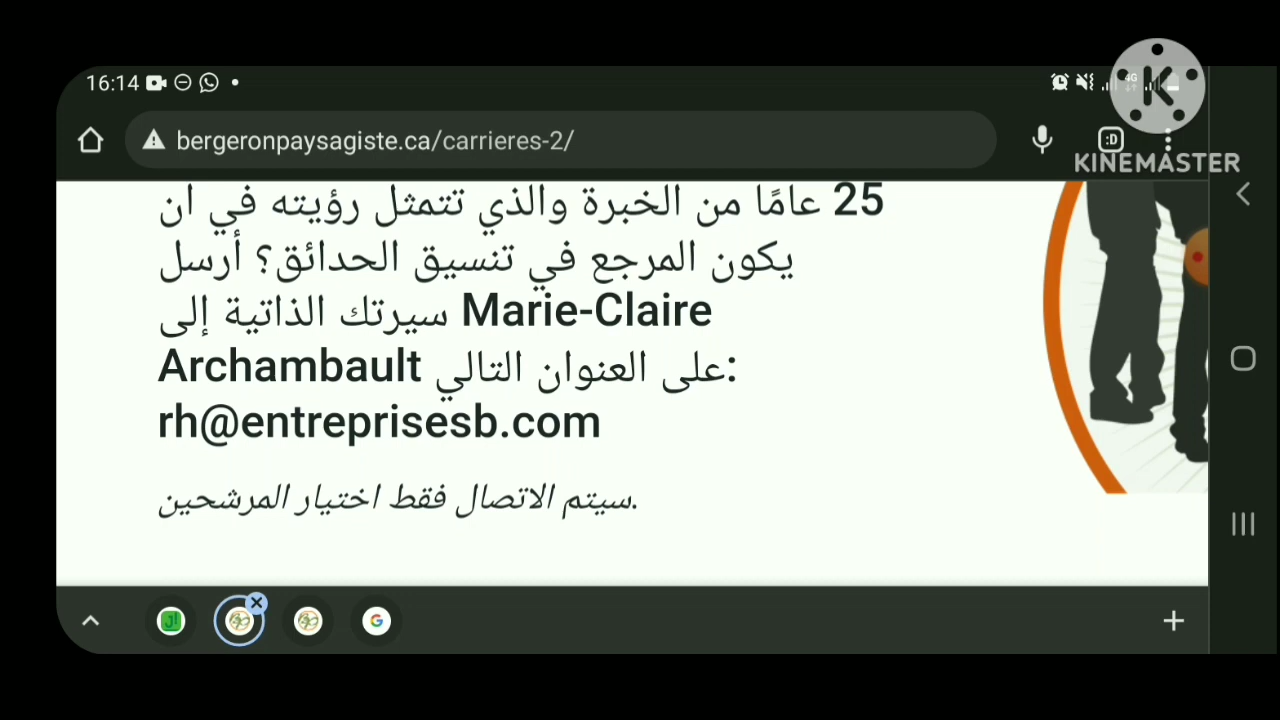 16:14
4G
KINEMASTER
bergeronpaysagiste.ca/carrieres-2/
:D
25 عامًا من الخبرة والذي تتمثل رؤيته في أن
يكون المرجع في تنسيق الحدائق؟ أرسل
سيرتك الذاتية إلى Marie-Claire
Archambault على العنوان التالي:
rh@entreprisesb.com
سيتم الاتصال فقط اختيار المرشحين.